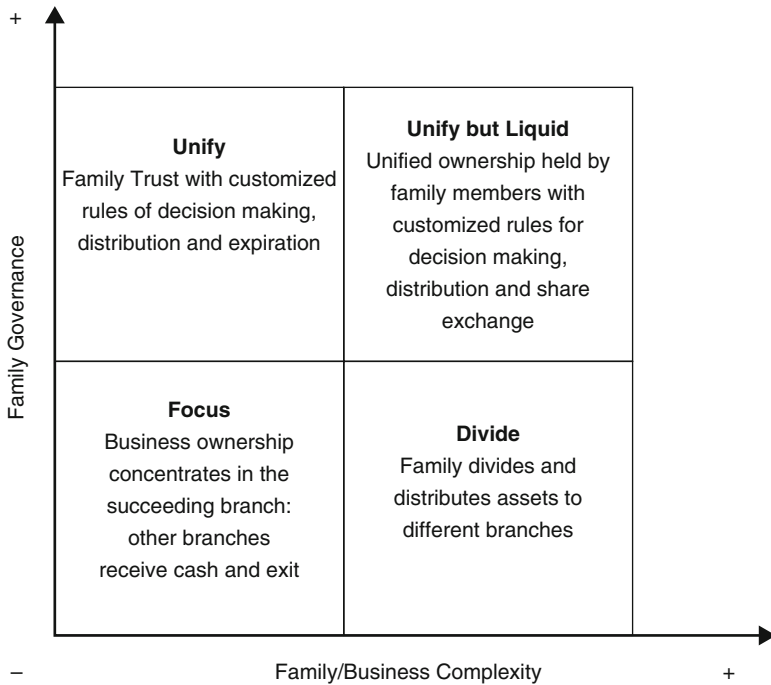 +
Family Governance
Unify
Family Trust with customized
rules of decision making,
distribution and expiration
Unify but Liquid
Unified ownership held by
family members with
customized rules for
decision making,
distribution and share
exchange
Focus
Business ownership
concentrates in the
succeeding branch:
other branches
receive cash and exit
Divide
Family divides and
distributes assets to
different branches
–
Family/Business Complexity
+